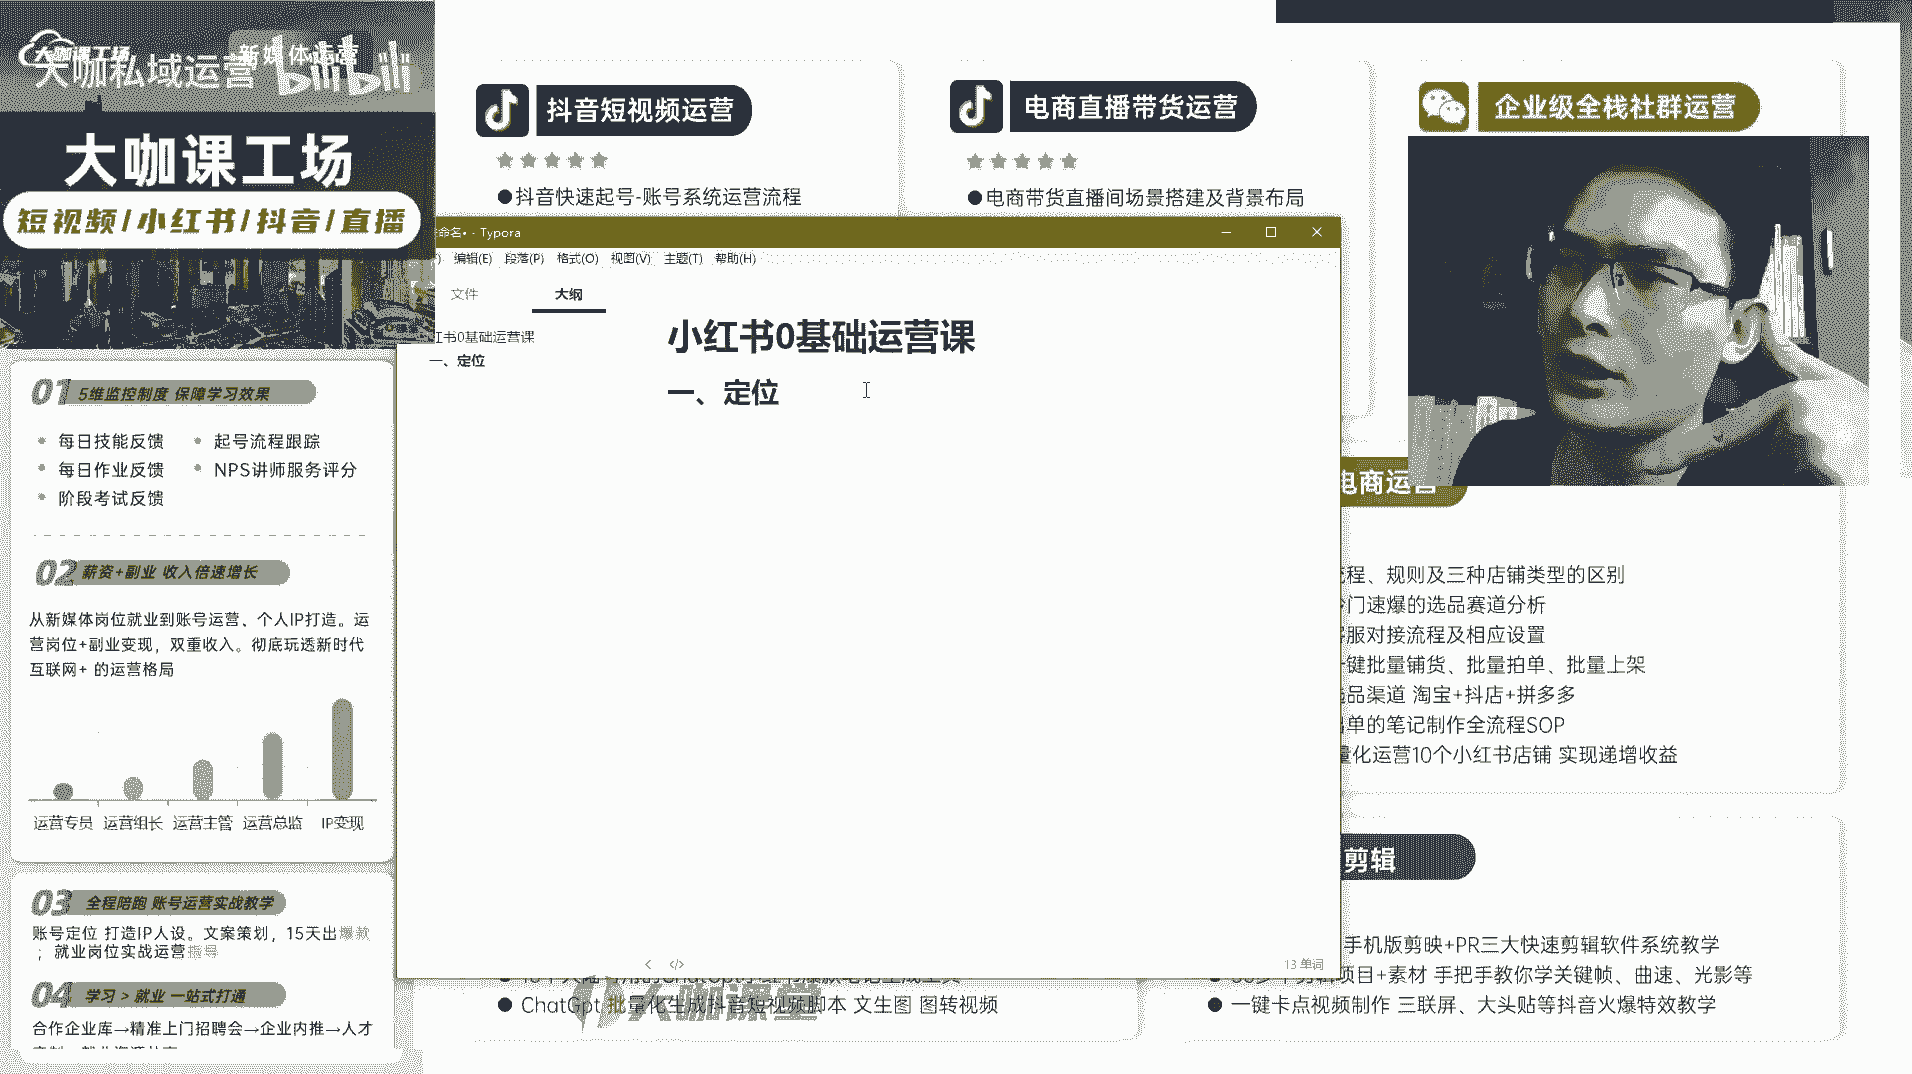 大咖课工场
大咖私域运营
新媒体运营
bilibili
大咖课工场
短视频/小红书/抖音/直播
01 5维监控制度 保障学习效果
每日技能反馈
起号流程跟踪
每日作业反馈
NPS讲师服务评分
阶段考试反馈
02 薪资+副业 收入倍速增长
从新媒体岗位就业到账号运营、个人IP打造。运
营岗位+副业变现，双重收入。彻底玩透新时代
互联网+ 的运营格局
运营专员 运营组长 运营主管 运营总监 IP变现
03 全程陪跑 账号运营实战教学
账号定位 打造IP人设。文案策划，15天出爆款
；就业岗位实战运营指导
04 学习 > 就业 一站式打通
合作企业库→精准上门招聘会→企业内推→人才
抖音短视频运营
●抖音快速起号-账号系统运营流程
电商直播带货运营
●电商带货直播间场景搭建及背景布局
企业级全栈社群运营
命名• - Typora
编辑(E) 段落(P) 格式(O) 视图(V) 主题(T) 帮助(H)
文件
大纲
红书0基础运营课
一、定位
小红书0基础运营课
一、定位
13 单词
电商运营
程、规则及三种店铺类型的区别
冷门速爆的选品赛道分析
客服对接流程及相应设置
一键批量铺货、批量拍单、批量上架
选品渠道 淘宝+抖店+拼多多
出单的笔记制作全流程SOP
量化运营10个小红书店铺 实现递增收益
剪辑
手机版剪映+PR三大快速剪辑软件系统教学
项目+素材 手把手教你学关键帧、曲速、光影等
● 一键卡点视频制作 三联屏、大头贴等抖音火爆特效教学
● ChatGpt 批量化生成抖音短视频脚本 文生图 图转视频
大咖课堂